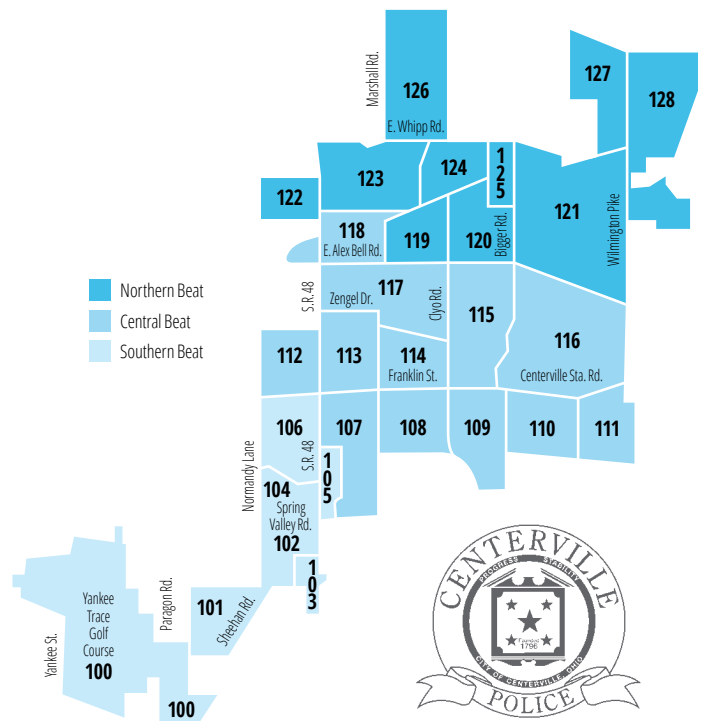 Marshall Rd.
126
E. Whipp Rd.
127
128
123
124
1
2
5
122
121
Wilmington Pike
118
E. Alex Bell Rd.
119
120
Bigger Rd.
S.R. 48
Zengel Dr.
117
Clyo Rd.
115
116
Northern Beat
Central Beat
Southern Beat
112
113
114
Franklin St.
Centerville Sta. Rd.
106
S.R. 48
107
108
109
110
111
Normandy Lane
1
0
5
104
Spring
Valley Rd.
102
1
0
3
101
Sheehan Rd.
Paragon Rd.
Yankee St.
Yankee
Trace
Golf
Course
100
100
CENTERVILLE
PROGRESS STABILITY
Founded
1796
CITY OF CENTERVILLE, OHIO
POLICE